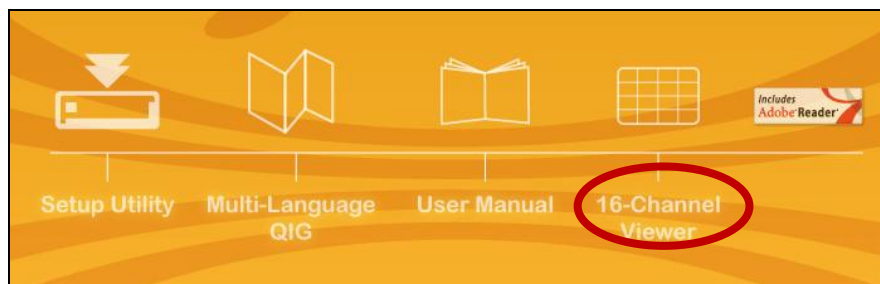 Includes
Adobe Reader
Setup Utility
Multi-Language
QIG
User Manual
16-Channel
Viewer